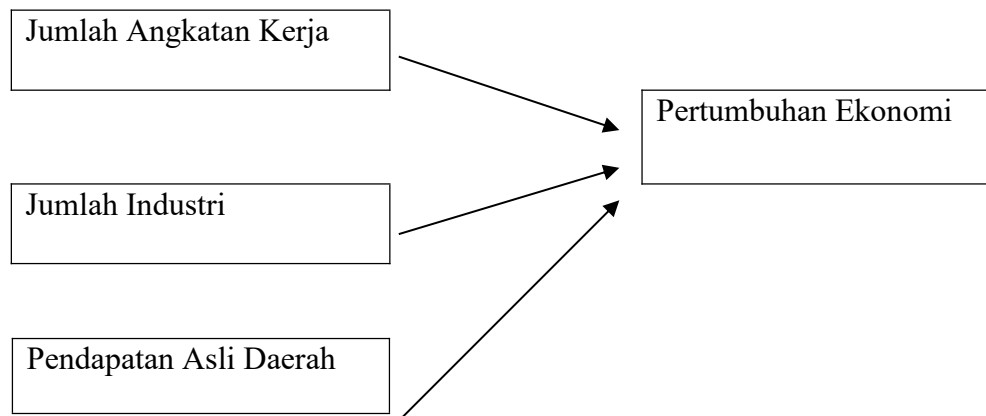 Jumlah Angkatan Kerja
Pertumbuhan Ekonomi
Jumlah Industri
Pendapatan Asli Daerah